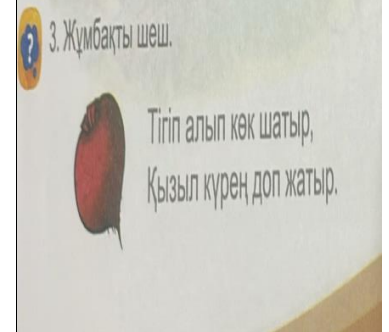 ?
3. Жұмбақты шеш.
Тігіп алып көк шатыр,
Қызыл күрең доп жатыр.